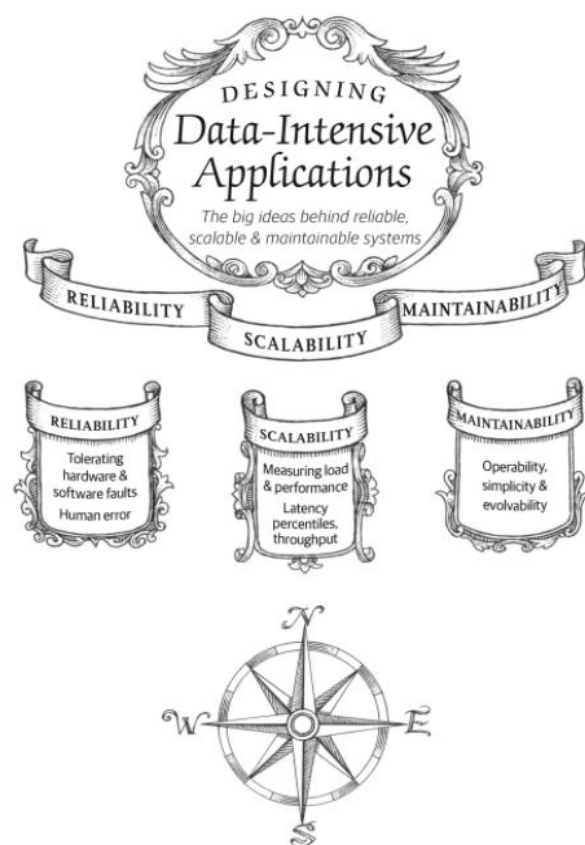 DESIGNING
Data-Intensive
Applications
The big ideas behind reliable,
scalable & maintainable systems
RELIABILITY
SCALABILITY
MAINTAINABILITY
RELIABILITY
Tolerating
hardware &
software faults
Human error
SCALABILITY
Measuring load
& performance
Latency
percentiles,
throughput
MAINTAINABILITY
Operability,
simplicity &
evolvability
N
W
E
S